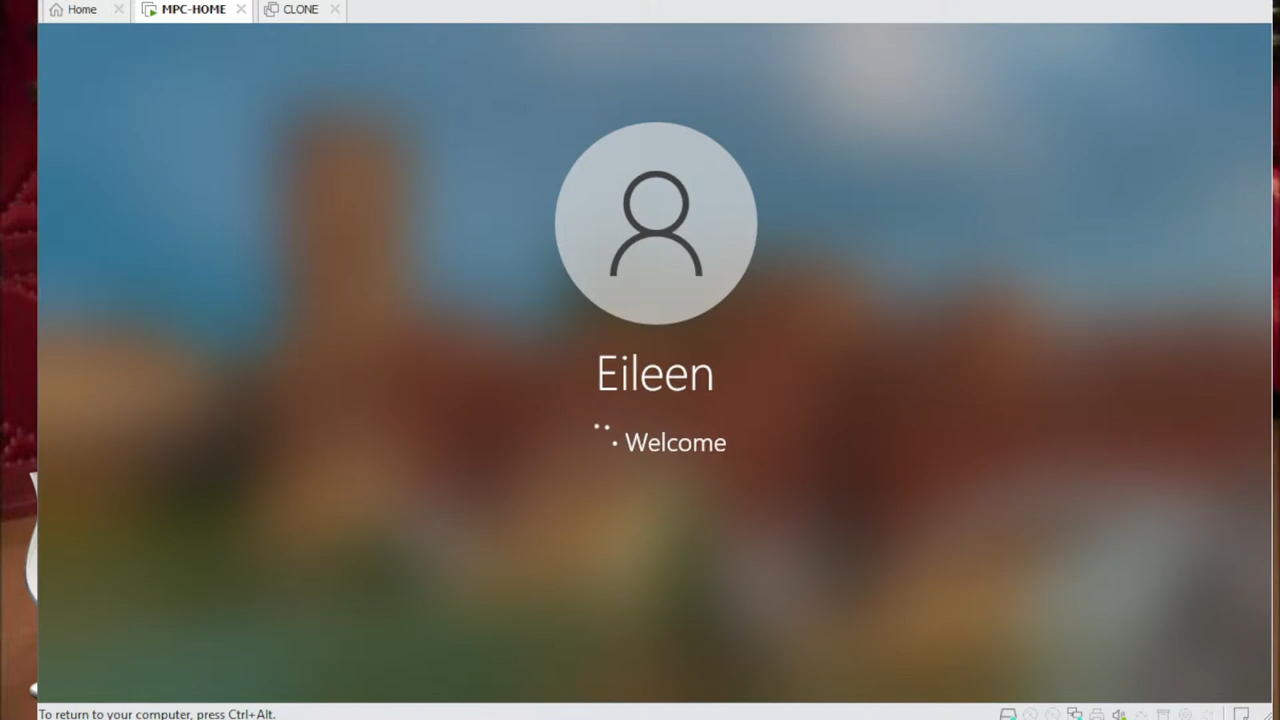 Home
MPC-HOME
CLONE
Eileen
Welcome
To return to your computer, press Ctrl+Alt.